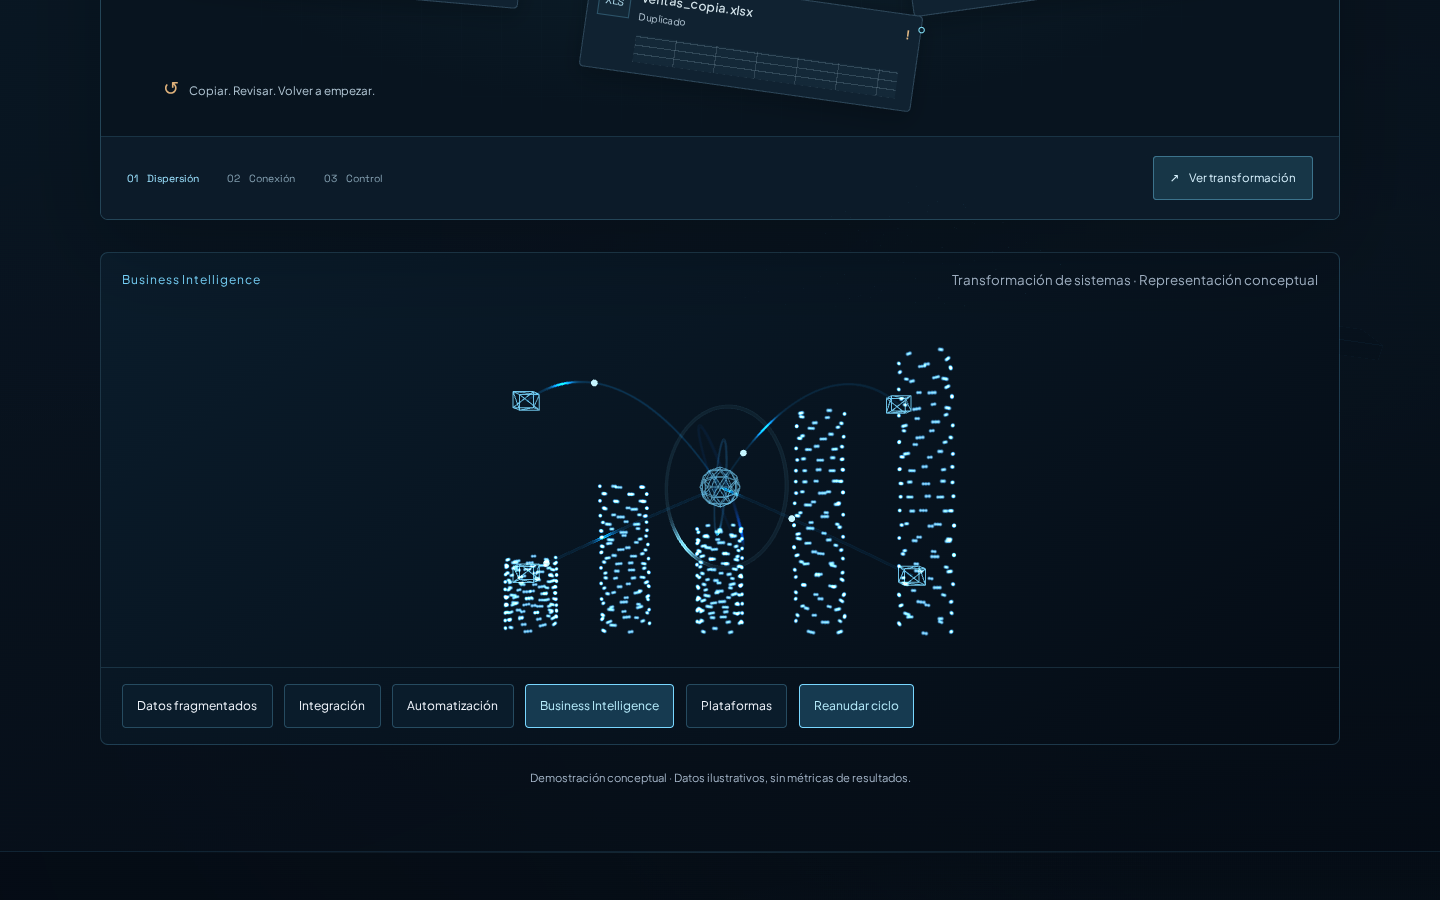 XLS
ventas_copia.xlsx
Duplicado
!
↺ Copiar. Revisar. Volver a empezar.
01 Dispersión 02 Conexión 03 Control
↗ Ver transformación
Business Intelligence
Transformación de sistemas · Representación conceptual
Datos fragmentados
Integración
Automatización
Business Intelligence
Plataformas
Reanudar ciclo
Demostración conceptual · Datos ilustrativos, sin métricas de resultados.